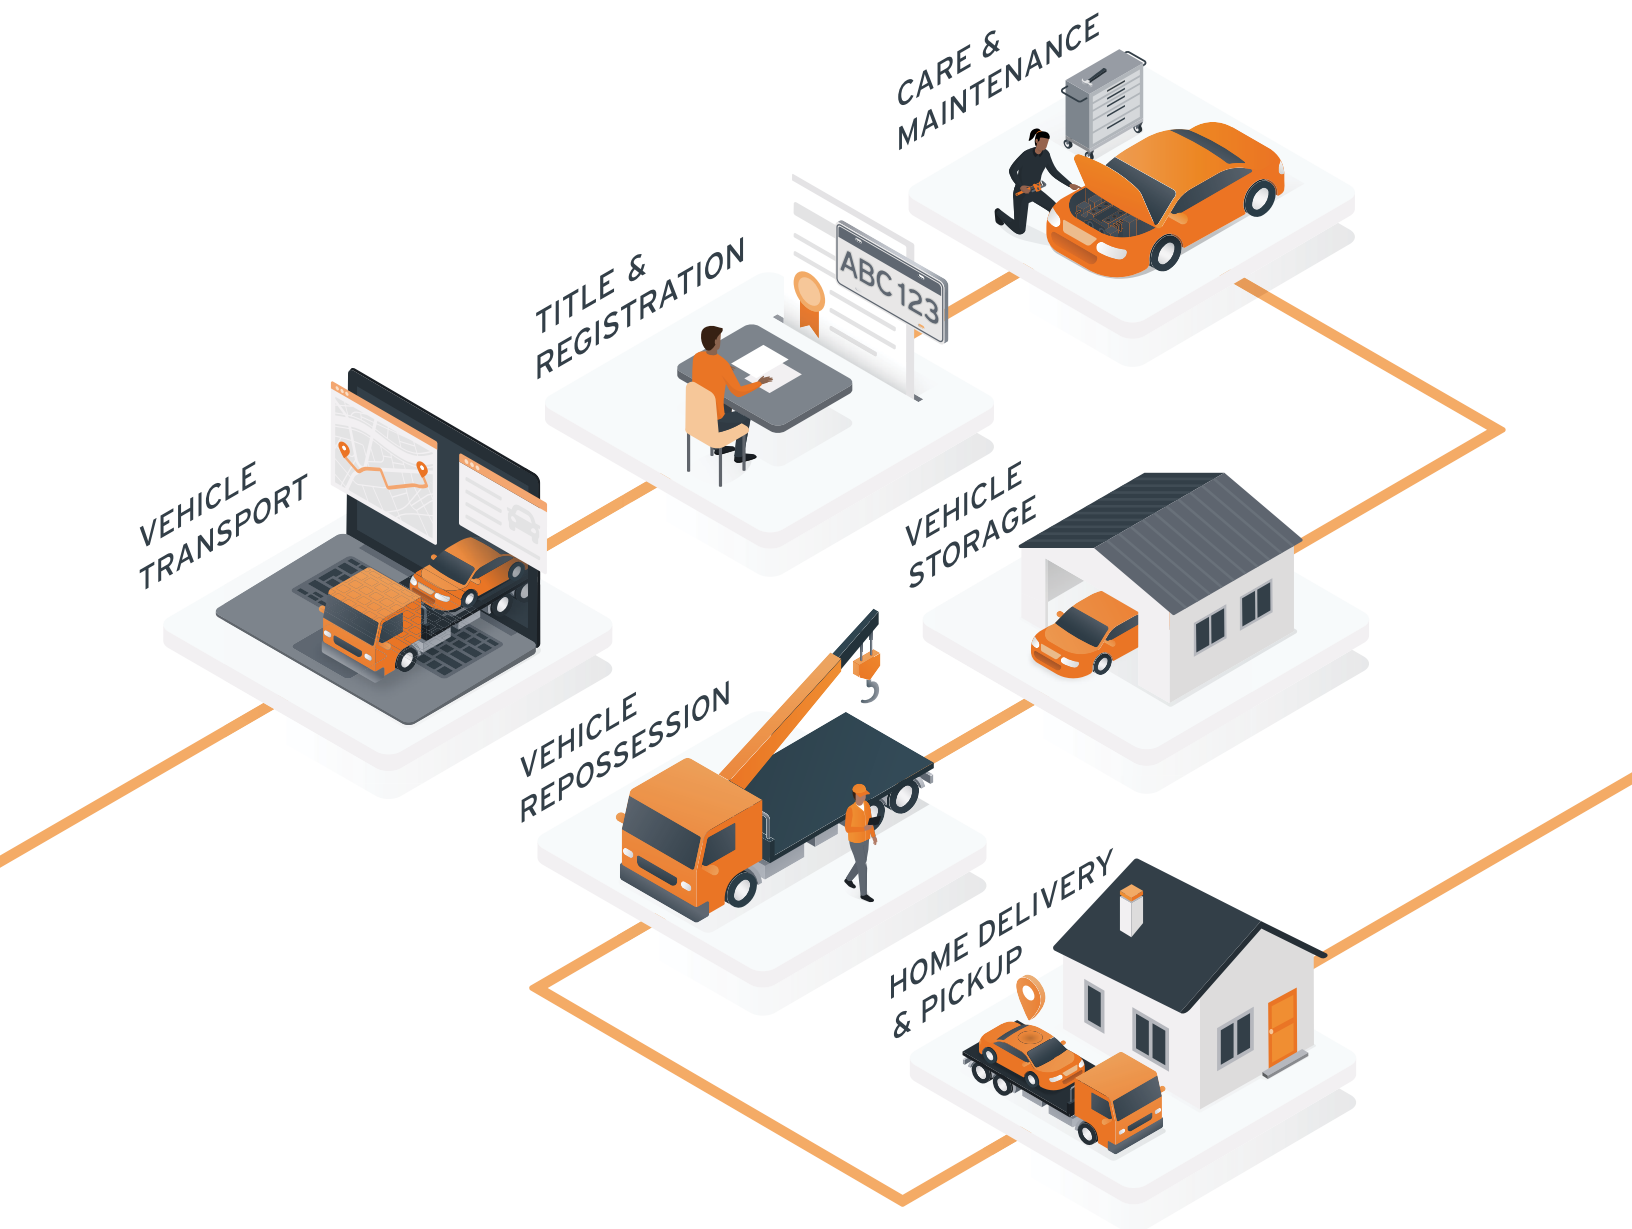 CARE &
MAINTENANCE
TITLE &
REGISTRATION
ABC 123
VEHICLE
TRANSPORT
VEHICLE
STORAGE
VEHICLE
REPOSSESSION
HOME DELIVERY
& PICKUP